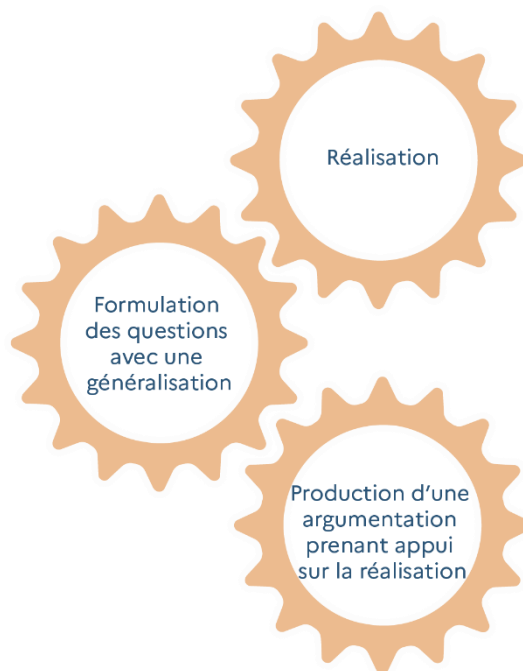 Réalisation
Formulation
des questions
avec une
généralisation
Production d'une
argumentation
prenant appui
sur la réalisation